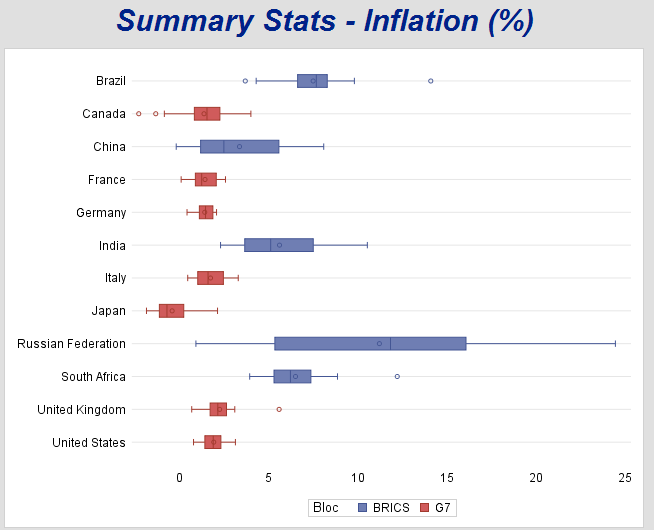 Summary Stats - Inflation (%)
Brazil
Canada
China
France
Germany
India
Italy
Japan
Russian Federation
South Africa
United Kingdom
United States
0 5 10 15 20 25
Bloc BRICS G7